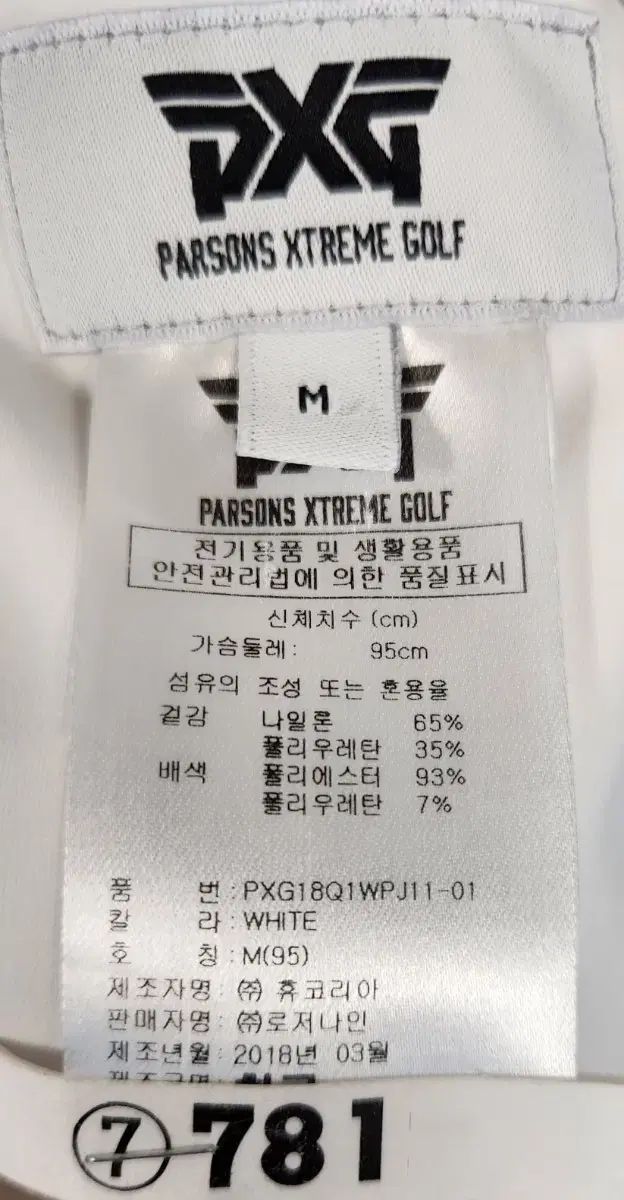 PXG
PARSONS XTREME GOLF
M
PARSONS XTREME GOLF
전기용품 및 생활용품
안전관리법에 의한 품질표시
신체치수 (cm)
가슴둘레: 95cm
섬유의 조성 또는 혼용율
겉감 나일론 65%
폴리우레탄 35%
배색 폴리에스터 93%
폴리우레탄 7%
품 번 : PXG18Q1WPJ11-01
칼 라 : WHITE
호 칭 : M(95)
제조자명 : ㈜ 휴코리아
판매자명 : ㈜로저나인
제조년월 : 2018년 03월
⑦ 781